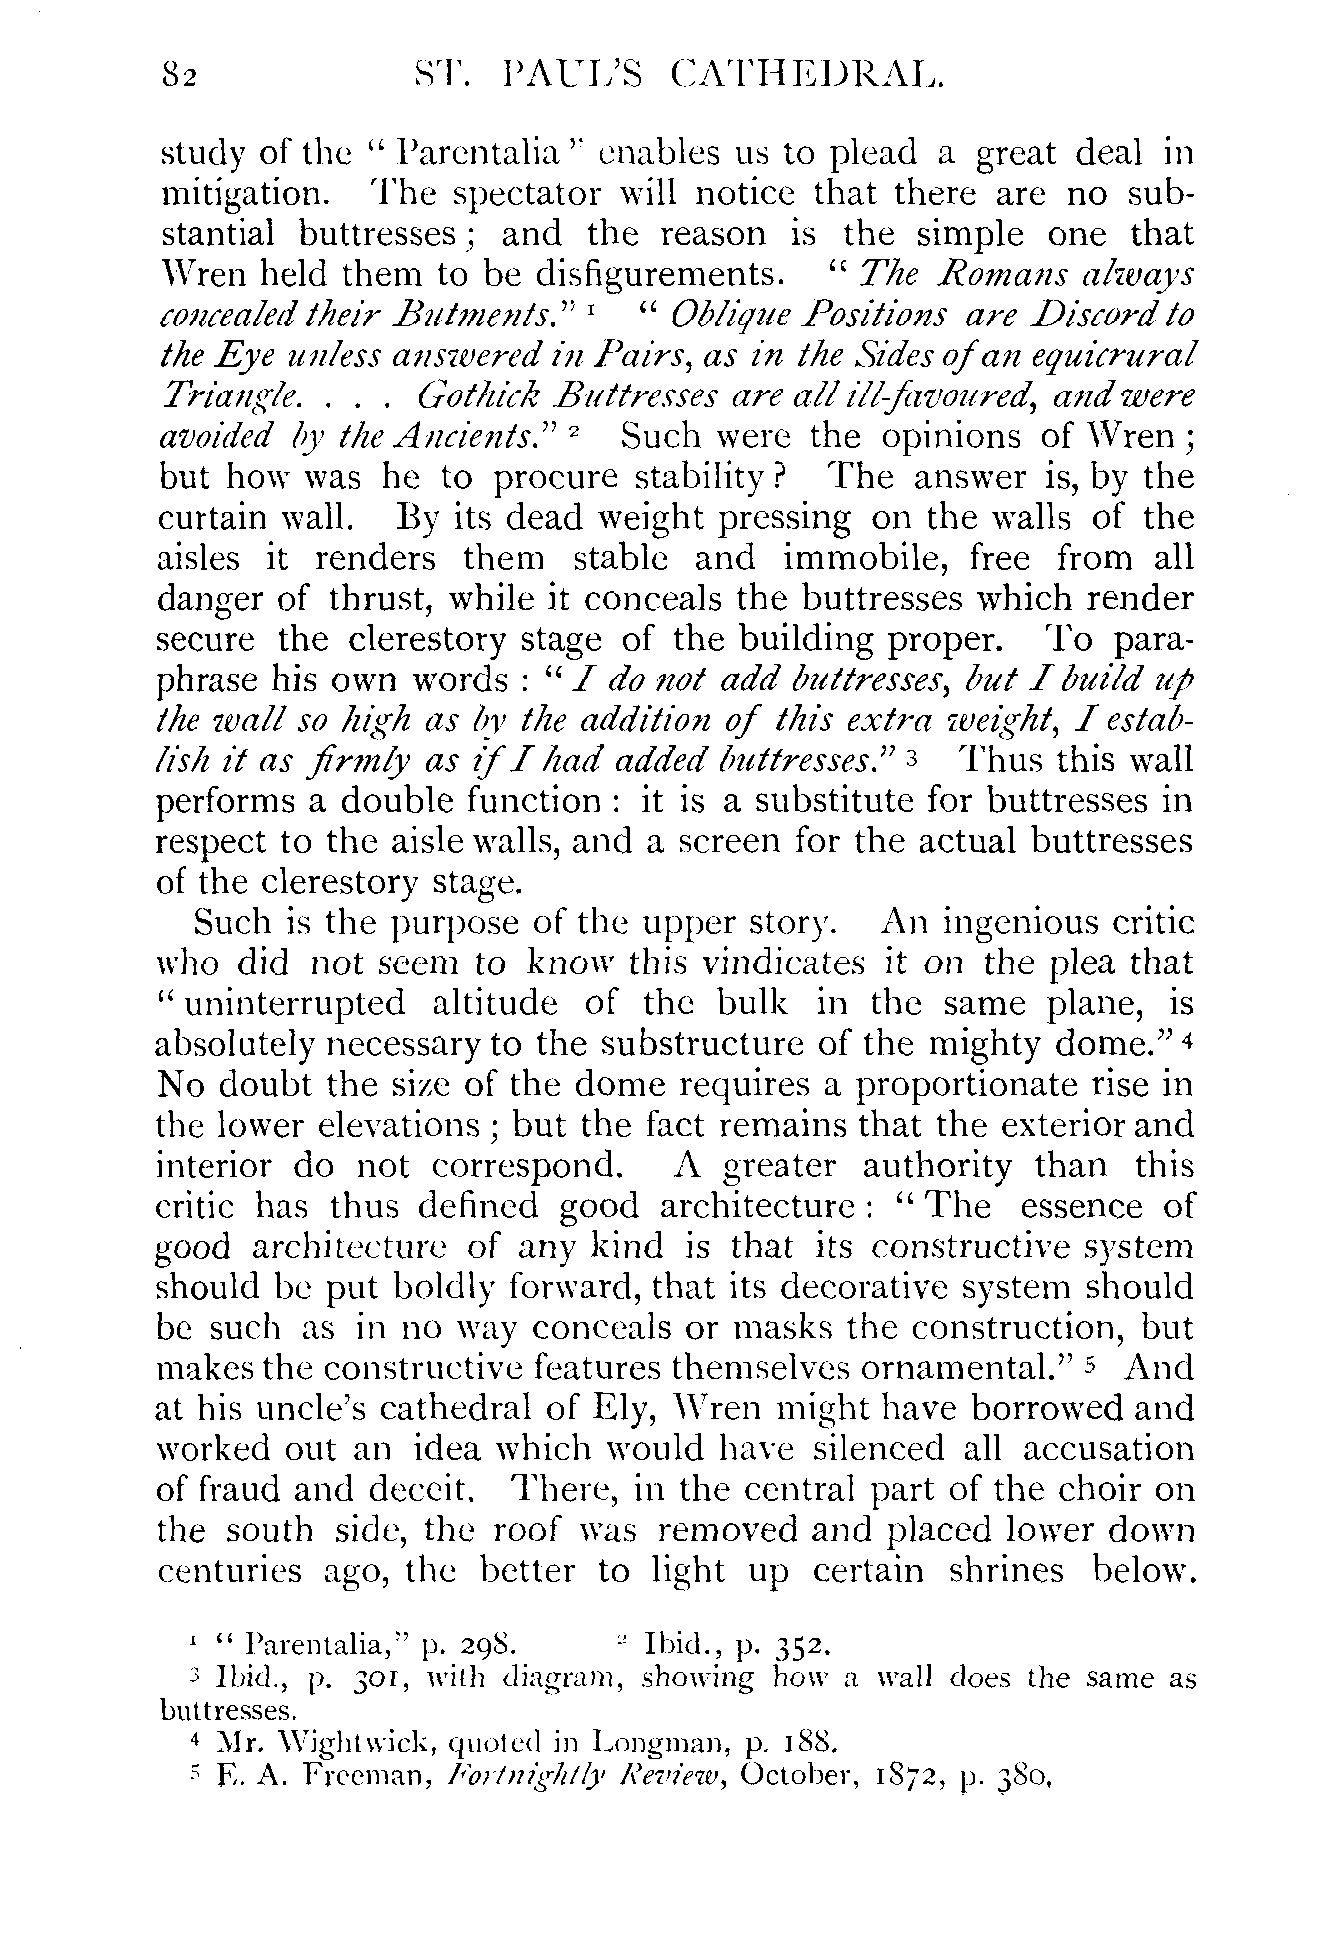 82 ST. PAUL'S CATHEDRAL.
study of the “ Parentalia ” enables us to plead a great deal in
mitigation. The spectator will notice that there are no sub-
stantial buttresses ; and the reason is the simple one that
Wren held them to be disfigurements. “ The Romans always
concealed their Butments.” 1 “ Oblique Positions are Discord to
the Eye unless answered in Pairs, as in the Sides of an equicrural
Triangle. . . . Gothick Buttresses are all ill-favoured, and were
avoided by the Ancients.” 2 Such were the opinions of Wren ;
but how was he to procure stability ? The answer is, by the
curtain wall. By its dead weight pressing on the walls of the
aisles it renders them stable and immobile, free from all
danger of thrust, while it conceals the buttresses which render
secure the clerestory stage of the building proper. To para-
phrase his own words : “ I do not add buttresses, but I build up
the wall so high as by the addition of this extra weight, I estab-
lish it as firmly as if I had added buttresses.” 3 Thus this wall
performs a double function : it is a substitute for buttresses in
respect to the aisle walls, and a screen for the actual buttresses
of the clerestory stage.
Such is the purpose of the upper story. An ingenious critic
who did not seem to know this vindicates it on the plea that
“ uninterrupted altitude of the bulk in the same plane, is
absolutely necessary to the substructure of the mighty dome.” 4
No doubt the size of the dome requires a proportionate rise in
the lower elevations ; but the fact remains that the exterior and
interior do not correspond. A greater authority than this
critic has thus defined good architecture : “ The essence of
good architecture of any kind is that its constructive system
should be put boldly forward, that its decorative system should
be such as in no way conceals or masks the construction, but
makes the constructive features themselves ornamental.” 5 And
at his uncle's cathedral of Ely, Wren might have borrowed and
worked out an idea which would have silenced all accusation
of fraud and deceit. There, in the central part of the choir on
the south side, the roof was removed and placed lower down
centuries ago, the better to light up certain shrines below.
1 “ Parentalia,” p. 298. 2 Ibid., p. 352.
3 Ibid., p. 301, with diagram, showing how a wall does the same as
buttresses.
4 Mr. Wightwick, quoted in Longman, p. 188.
5 E. A. Freeman, Fortnightly Review, October, 1872, p. 380.